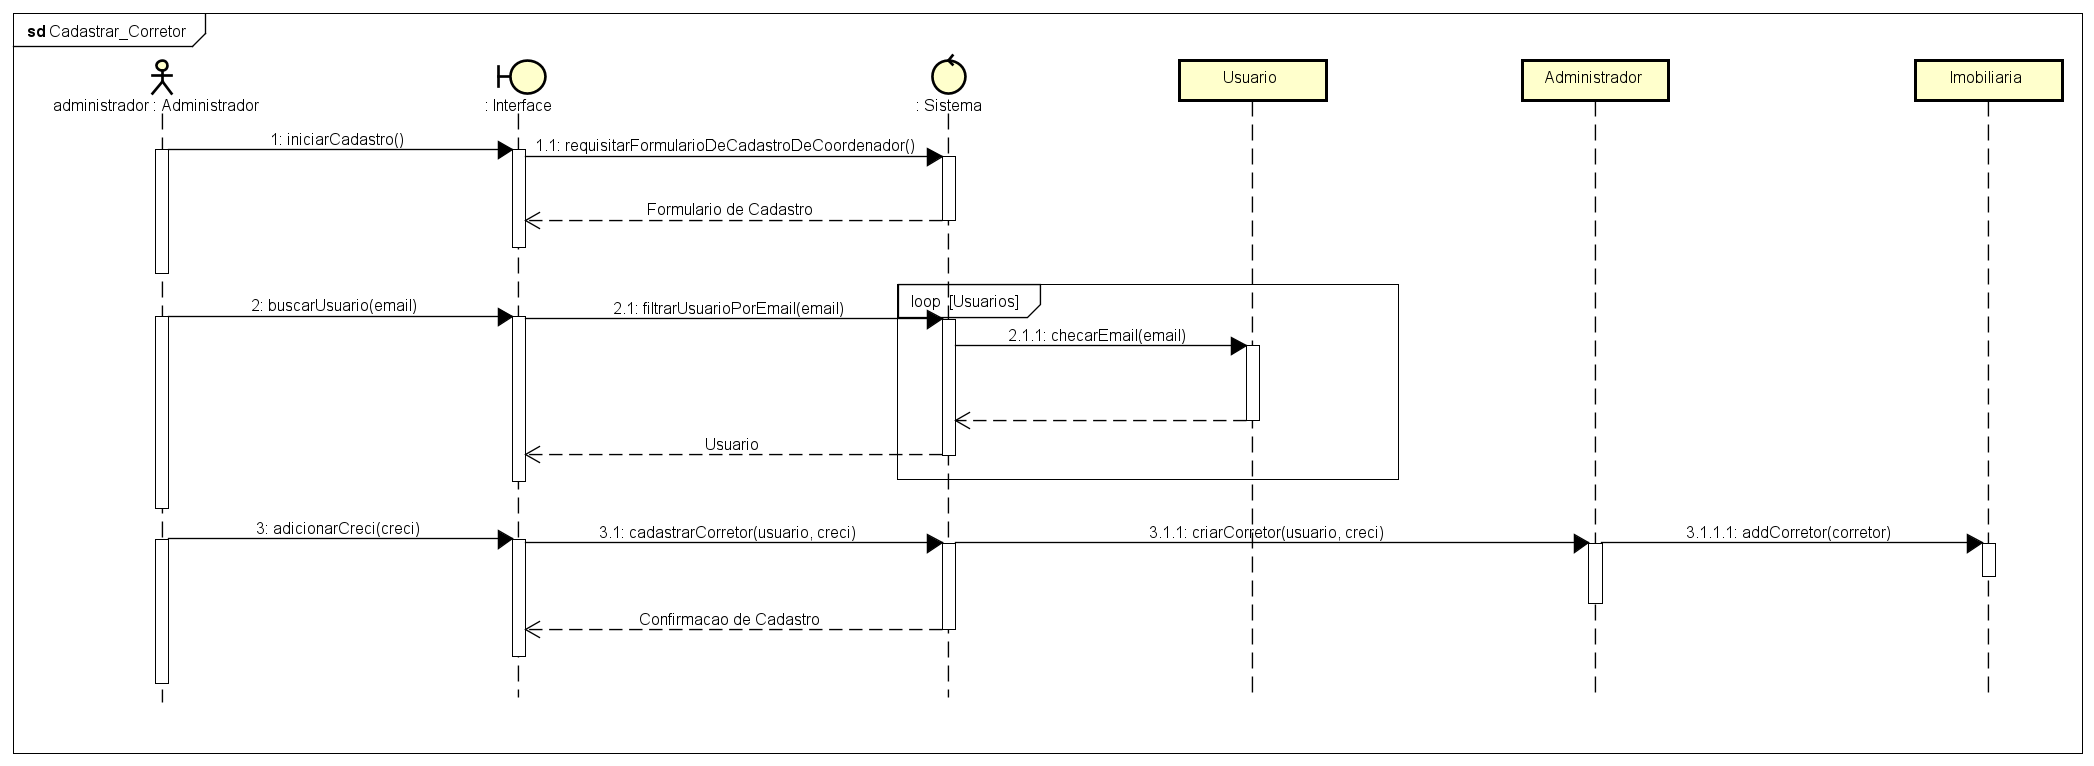 sd Cadastrar_Corretor
administrador : Administrador
: Interface
: Sistema
Usuario
Administrador
Imobiliaria
1: iniciarCadastro()
1.1: requisitarFormularioDeCadastroDeCoordenador()
Formulario de Cadastro
loop [Usuarios]
2: buscarUsuario(email)
2.1: filtrarUsuarioPorEmail(email)
2.1.1: checarEmail(email)
Usuario
3: adicionarCreci(creci)
3.1: cadastrarCorretor(usuario, creci)
3.1.1: criarCorretor(usuario, creci)
3.1.1.1: addCorretor(corretor)
Confirmacao de Cadastro